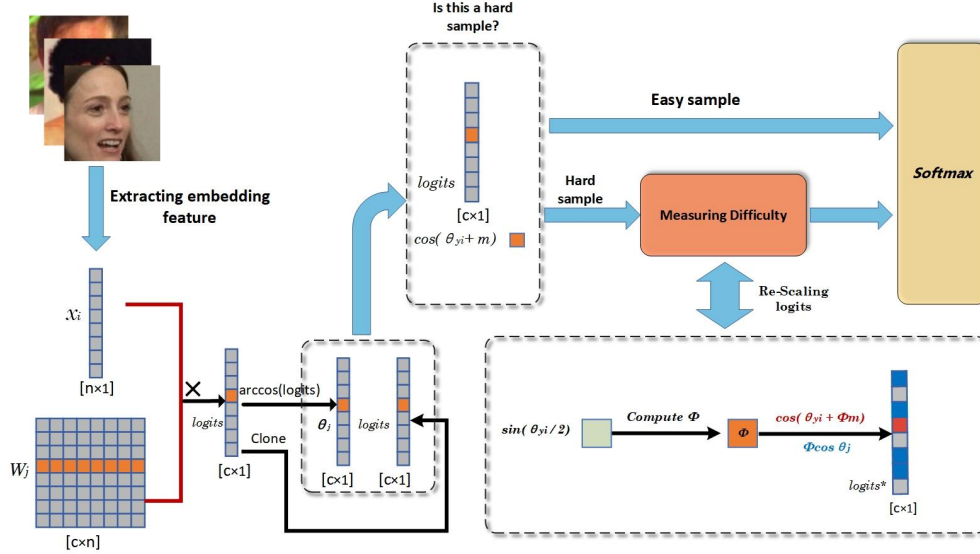 Is this a hard
sample?
Easy sample
Softmax
logits
Hard
sample
Measuring Difficulty
[c×1]
cos( θyi + m)
Extracting embedding
feature
Re-Scaling
logits
xi
[n×1]
×
arccos(logits)
logits
θj
logits
Clone
[c×1]
[c×1]
[c×1]
Wj
[c×n]
sin( θyi / 2)
Compute Φ
Φ
cos( θyi + Φm)
Φcos θj
logits*
[c×1]